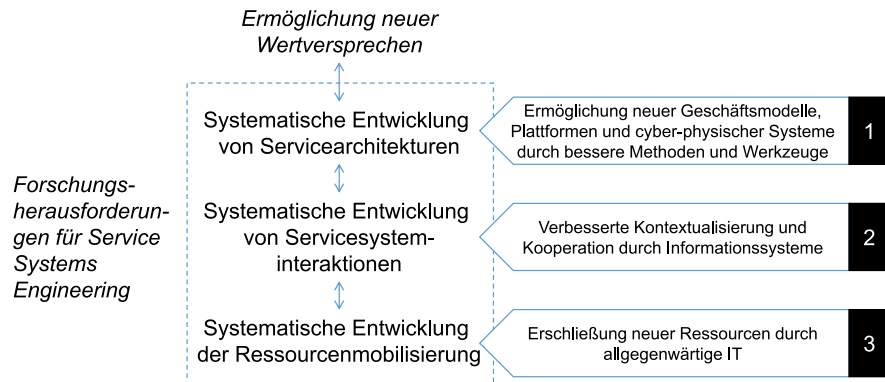 Ermöglichung neuer
Wertversprechen
Systematische Entwicklung
von Servicearchitekturen
Ermöglichung neuer Geschäftsmodelle,
Plattformen und cyber-physischer Systeme
durch bessere Methoden und Werkzeuge
1
Forschungs-
herausforderun-
gen für Service
Systems
Engineering
Systematische Entwicklung
von Servicesystem-
interaktionen
Verbesserte Kontextualisierung und
Kooperation durch Informationssysteme
2
Systematische Entwicklung
der Ressourcenmobilisierung
Erschließung neuer Ressourcen durch
allgegenwärtige IT
3